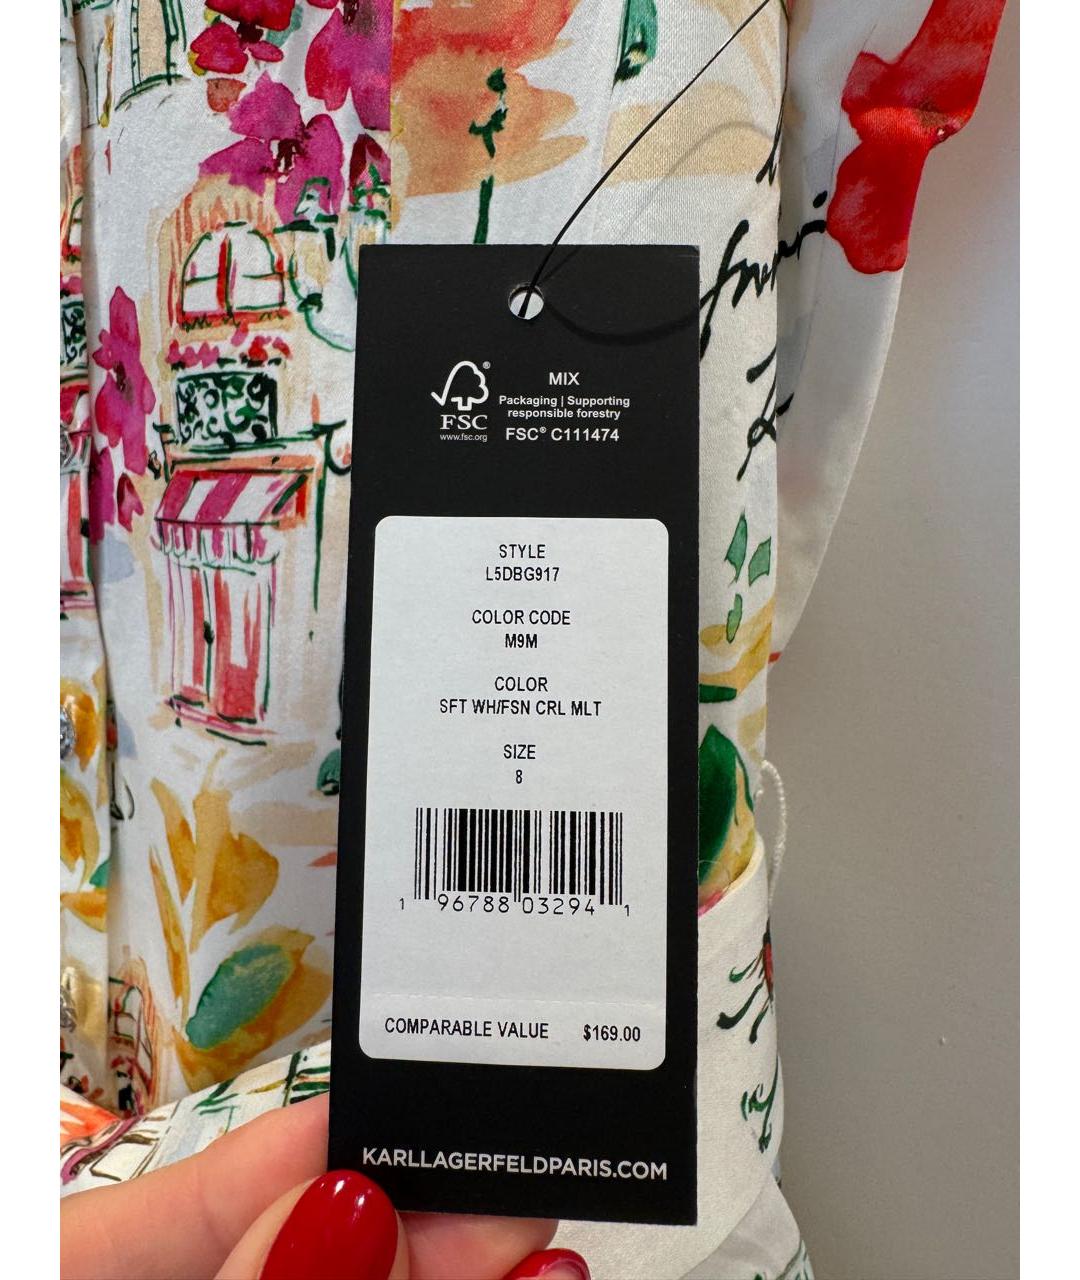 MIX
Packaging | Supporting
responsible forestry
FSC®
www.fsc.org
FSC® C111474
STYLE
L5DBG917
COLOR CODE
M9M
COLOR
SFT WH/FSN CRL MLT
SIZE
8
1 96788 03294 1
COMPARABLE VALUE $169.00
KARLLAGERFELDPARIS.COM